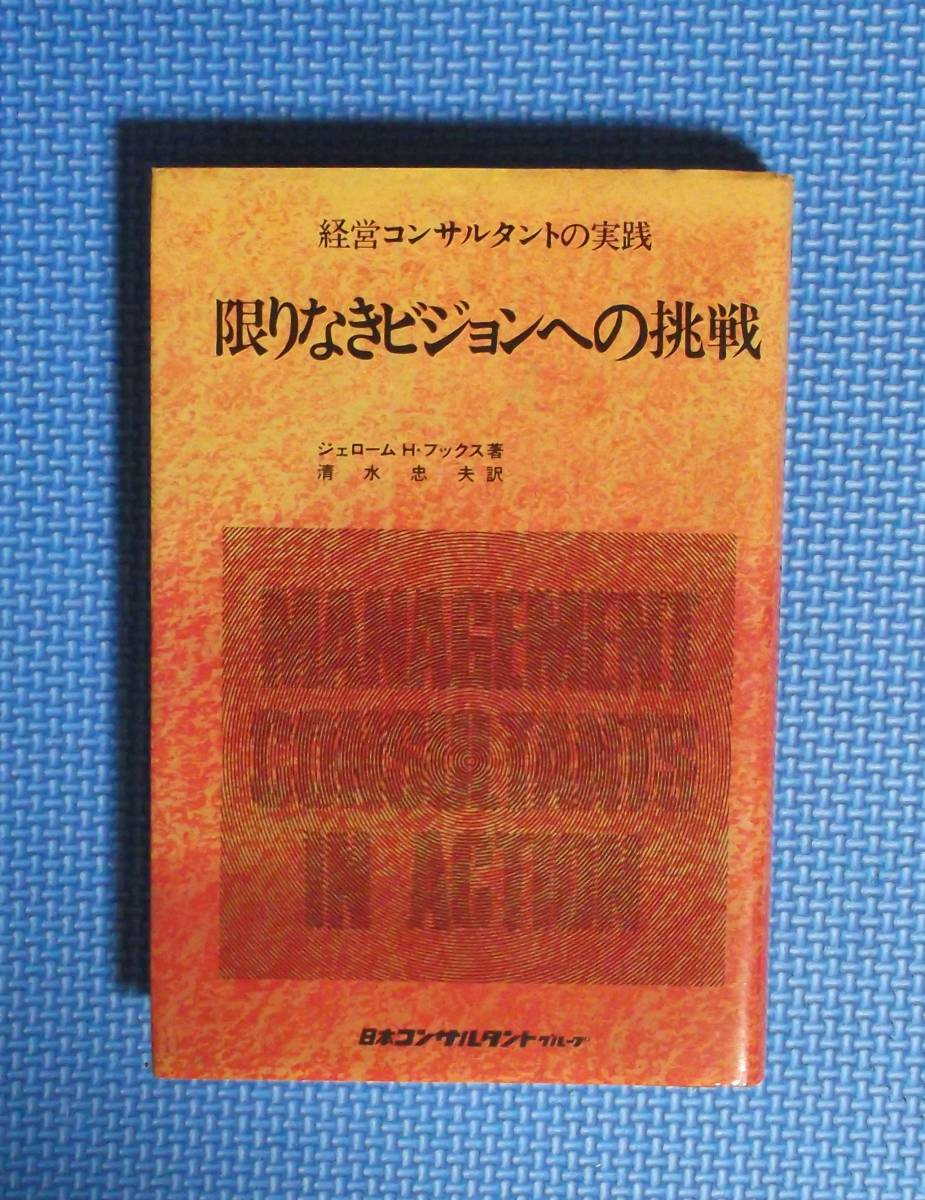 経営コンサルタントの実践
限りなきビジョンへの挑戦
ジェローム H・フックス著
清水忠夫訳
MANAGEMENT
CONSULTANTS
IN ACTION
日本コンサルタントグループ